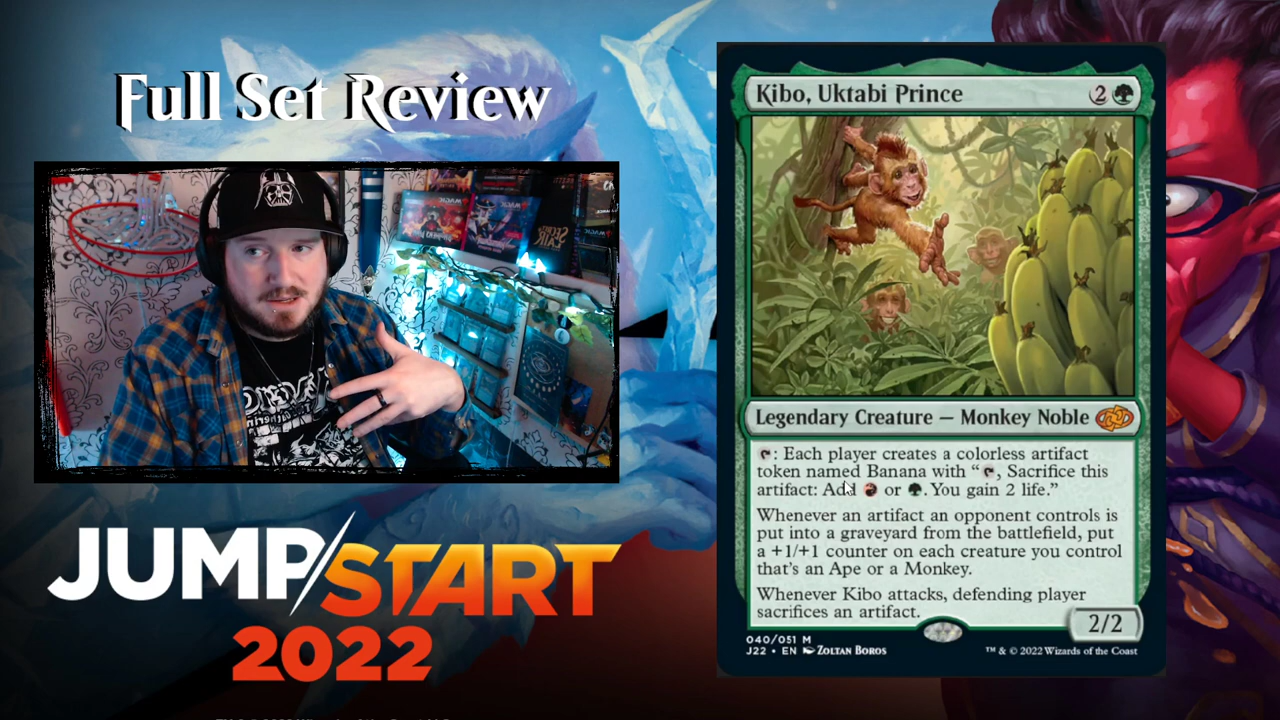 Full Set Review
JUMP/START
2022
Kibo, Uktabi Prince 2
Legendary Creature — Monkey Noble
: Each player creates a colorless artifact
token named Banana with “ , Sacrifice this
artifact: Add or . You gain 2 life.”
Whenever an artifact an opponent controls is
put into a graveyard from the battlefield, put
a +1/+1 counter on each creature you control
that's an Ape or a Monkey.
Whenever Kibo attacks, defending player
sacrifices an artifact.
2/2
040/051 M
J22 • EN ZOLTAN BOROS
™ & © 2022 Wizards of the Coast